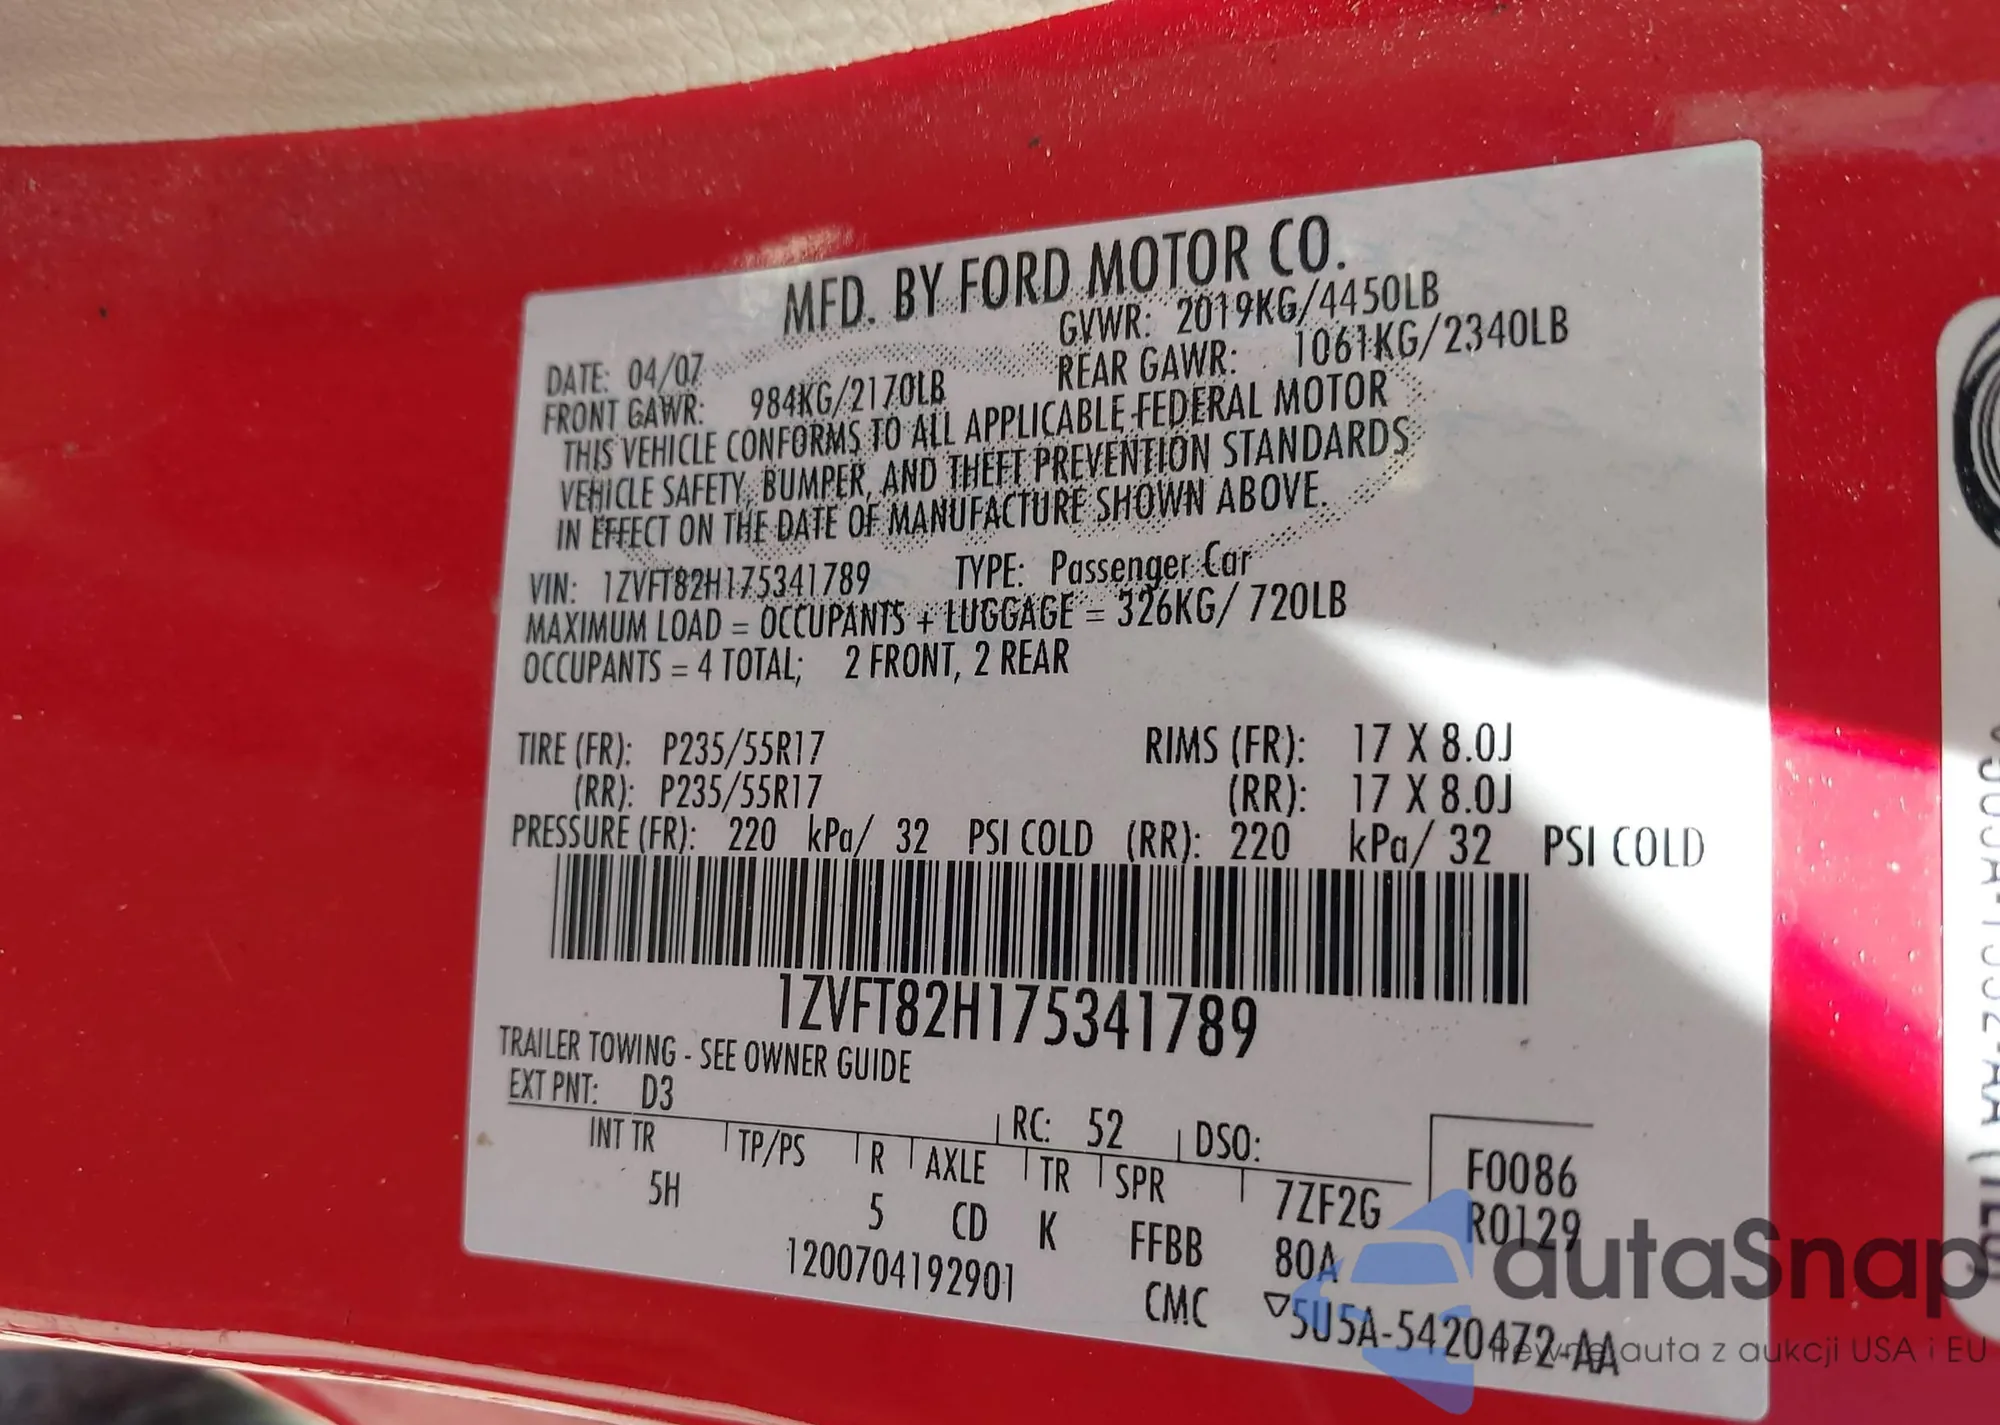 MFD. BY FORD MOTOR CO.
DATE: 04/07 GVWR: 2019KG/4450LB
FRONT GAWR: 984KG/2170LB REAR GAWR: 1061KG/2340LB
THIS VEHICLE CONFORMS TO ALL APPLICABLE FEDERAL MOTOR
VEHICLE SAFETY, BUMPER, AND THEFT PREVENTION STANDARDS
IN EFFECT ON THE DATE OF MANUFACTURE SHOWN ABOVE.
VIN: 1ZVFT82H175341789 TYPE: Passenger Car
MAXIMUM LOAD = OCCUPANTS + LUGGAGE = 326KG/ 720LB
OCCUPANTS = 4 TOTAL; 2 FRONT, 2 REAR
TIRE (FR): P235/55R17 RIMS (FR): 17 X 8.0J
(RR): P235/55R17 (RR): 17 X 8.0J
PRESSURE (FR): 220 kPa/ 32 PSI COLD (RR): 220 kPa/ 32 PSI COLD
1ZVFT82H175341789
TRAILER TOWING - SEE OWNER GUIDE
EXT PNT: D3 RC: 52 DSO:
INT TR TP/PS R AXLE TR SPR
5H 5 CD K FFBB
7ZF2G
80A
F0086
R0129
1200704192901 CMC ▽5U5A-5420472-AA
autaSnap
auta z aukcji USA i EU